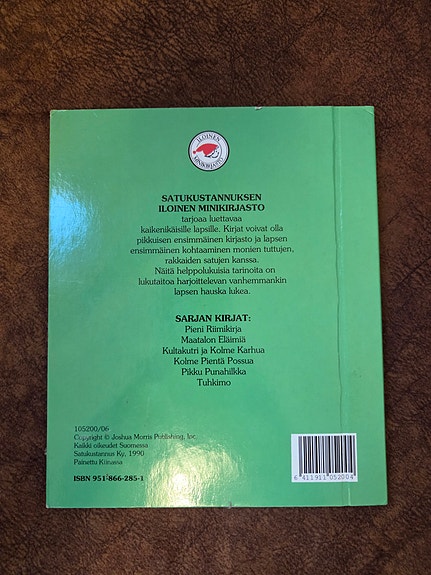 ILOINEN
MINIKIRJASTO
SATUKUSTANNUKSEN
ILOINEN MINIKIRJASTO
tarjoaa luettavaa
kaikenikäisille lapsille. Kirjat voivat olla
pikkuisen ensimmäinen kirjasto ja lapsen
ensimmäinen kohtaaminen monien tuttujen,
rakkaiden satujen kanssa.
Näitä helppolukuisia tarinoita on
lukutaitoa harjoittelevan vanhemmankin
lapsen hauska lukea.
SARJAN KIRJAT:
Pieni Riimikirja
Maatalon Eläimiä
Kultakutri ja Kolme Karhua
Kolme Pientä Possua
Pikku Punahilkka
Tuhkimo
105200/06
Copyright © Joshua Morris Publishing, Inc.
Kaikki oikeudet Suomessa
Satukustannus Ky, 1990
Painettu Kiinassa
ISBN 951-866-285-1
6 411911 052004